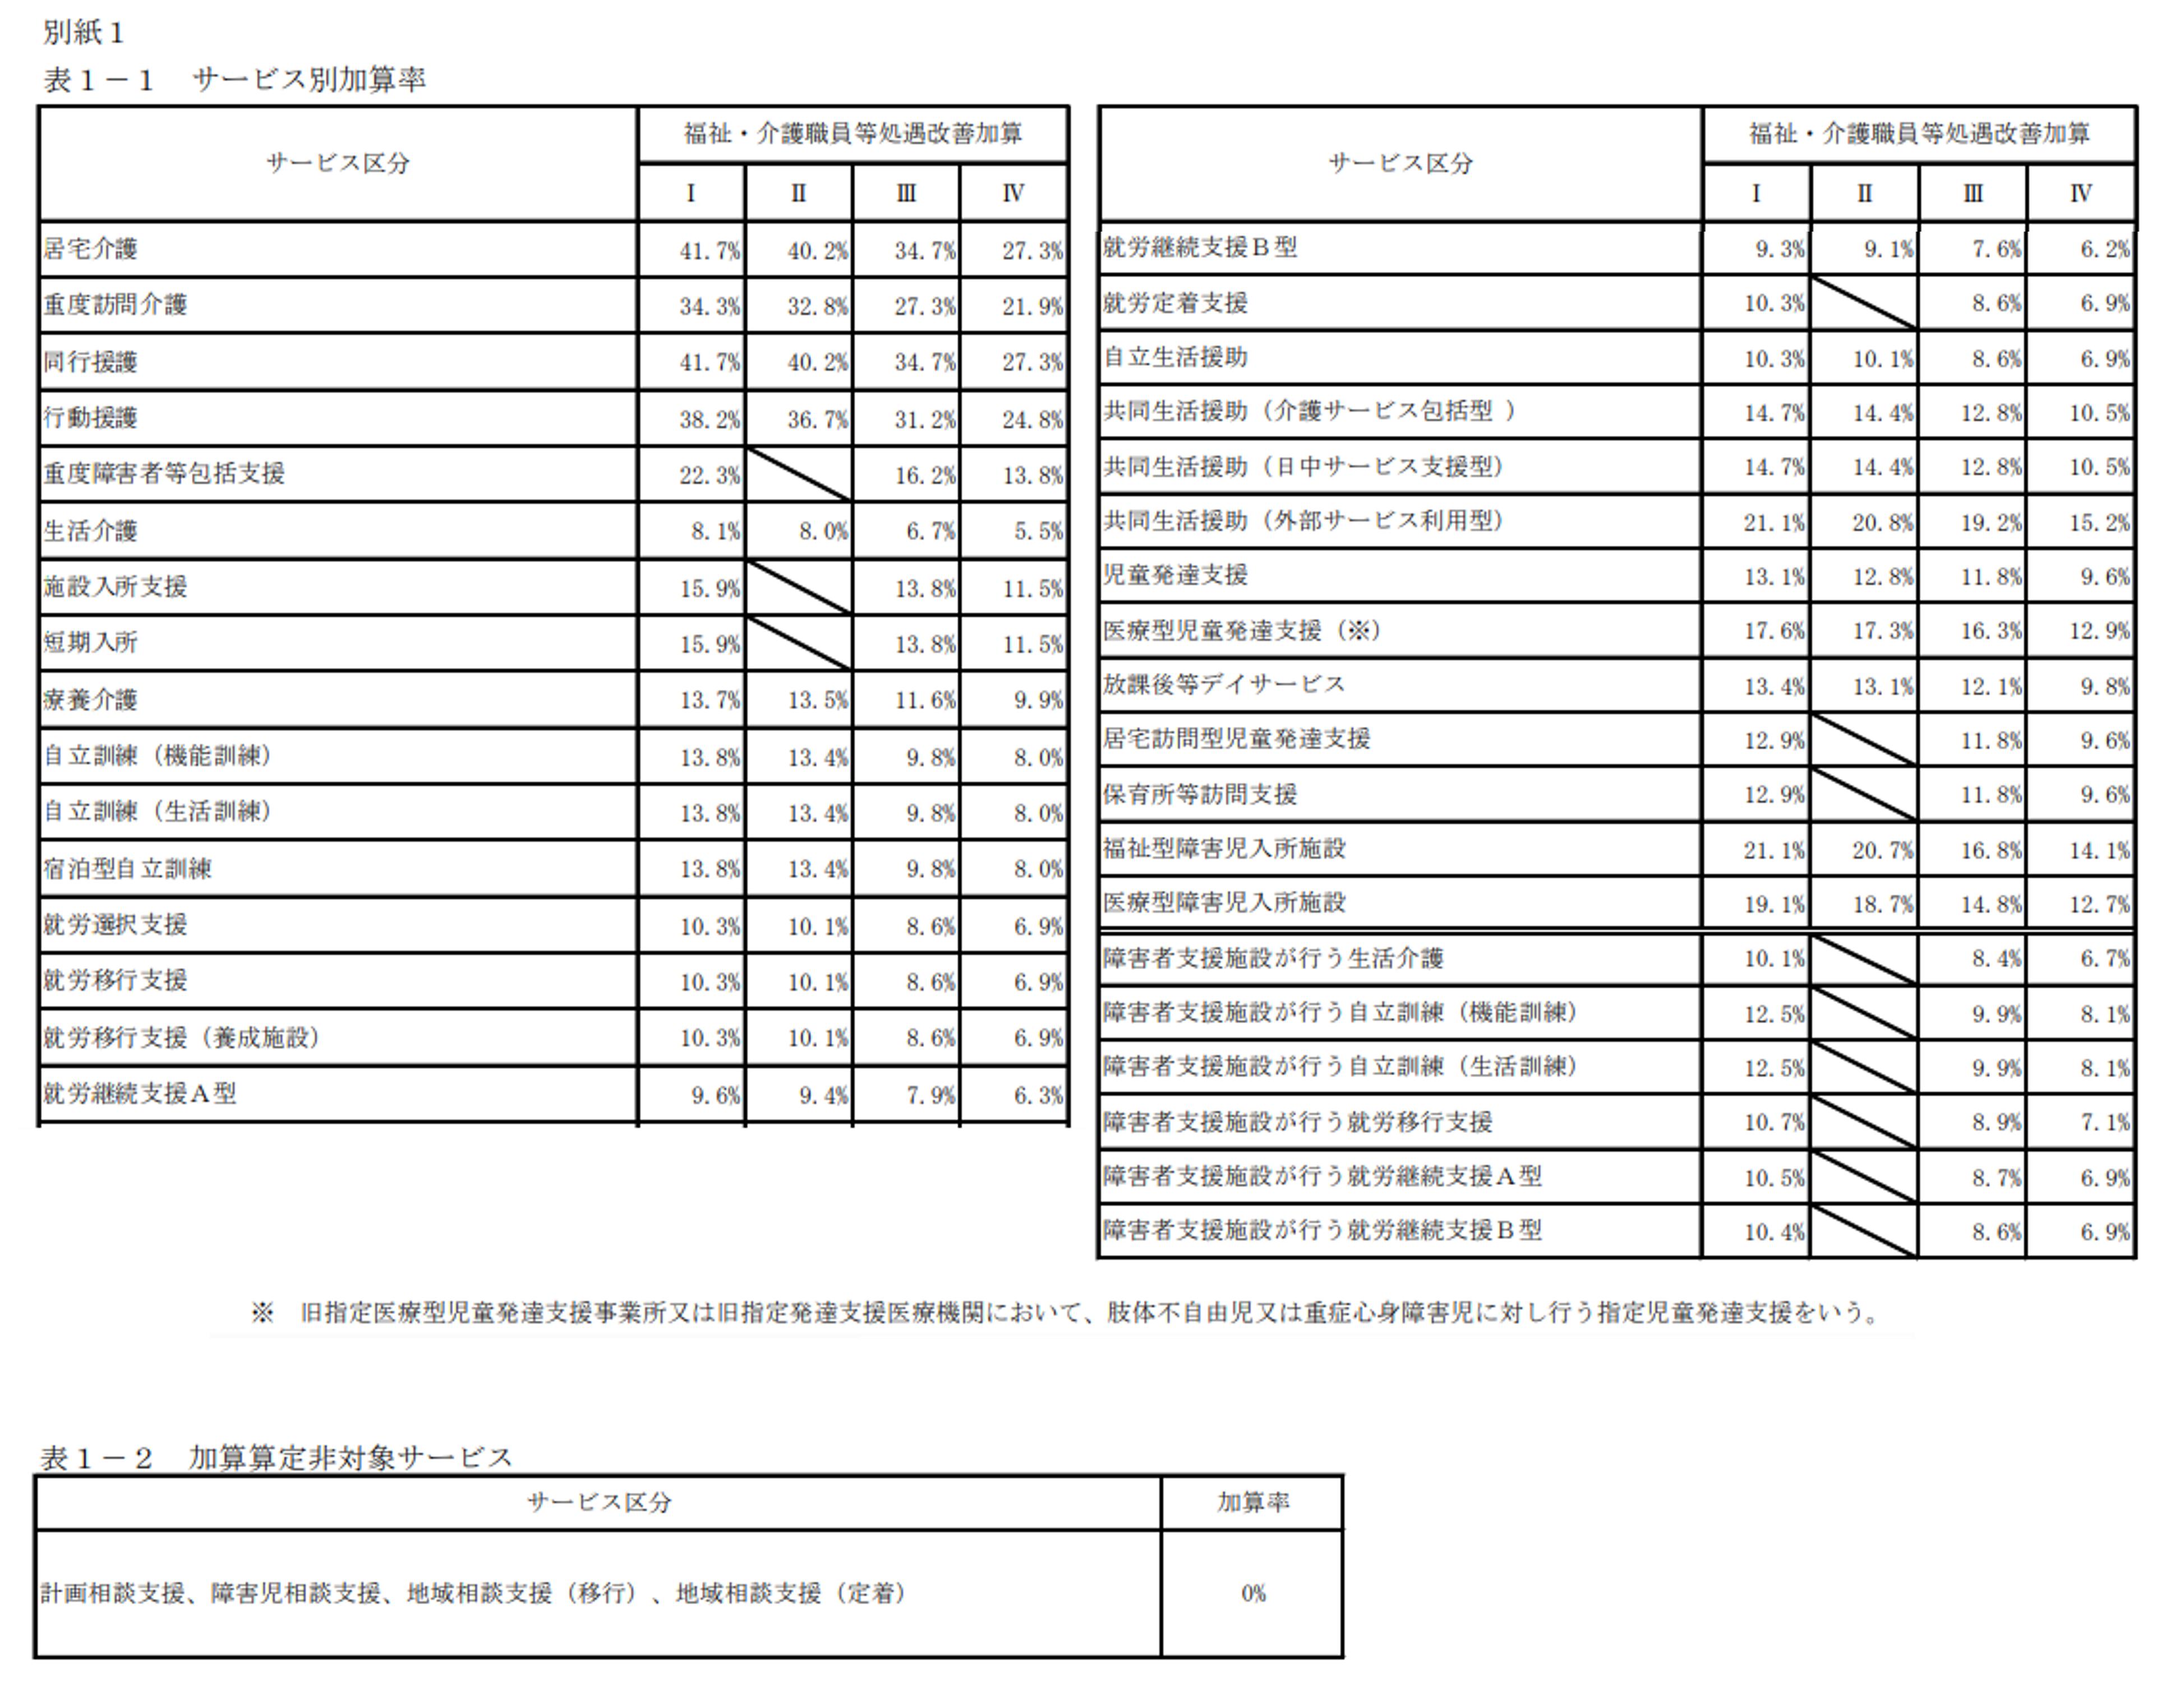 別紙１
表１－１　サービス別加算率
サービス区分　福祉・介護職員等処遇改善加算
Ⅰ　Ⅱ　Ⅲ　Ⅳ
居宅介護　41.7%　40.2%　34.7%　27.3%
重度訪問介護　34.3%　32.8%　27.3%　21.9%
同行援護　41.7%　40.2%　34.7%　27.3%
行動援護　38.2%　36.7%　31.2%　24.8%
重度障害者等包括支援　22.3%　16.2%　13.8%
生活介護　8.1%　8.0%　6.7%　5.5%
施設入所支援　15.9%　13.8%　11.5%
短期入所　15.9%　13.8%　11.5%
療養介護　13.7%　13.5%　11.6%　9.9%
自立訓練（機能訓練）　13.8%　13.4%　9.8%　8.0%
自立訓練（生活訓練）　13.8%　13.4%　9.8%　8.0%
宿泊型自立訓練　13.8%　13.4%　9.8%　8.0%
就労選択支援　10.3%　10.1%　8.6%　6.9%
就労移行支援　10.3%　10.1%　8.6%　6.9%
就労移行支援（養成施設）　10.3%　10.1%　8.6%　6.9%
就労継続支援Ａ型　9.6%　9.4%　7.9%　6.3%
サービス区分　福祉・介護職員等処遇改善加算
Ⅰ　Ⅱ　Ⅲ　Ⅳ
就労継続支援Ｂ型　9.3%　9.1%　7.6%　6.2%
就労定着支援　10.3%　8.6%　6.9%
自立生活援助　10.3%　10.1%　8.6%　6.9%
共同生活援助（介護サービス包括型 ）　14.7%　14.4%　12.8%　10.5%
共同生活援助（日中サービス支援型）　14.7%　14.4%　12.8%　10.5%
共同生活援助（外部サービス利用型）　21.1%　20.8%　19.2%　15.2%
児童発達支援　13.1%　12.8%　11.8%　9.6%
医療型児童発達支援（※）　17.6%　17.3%　16.3%　12.9%
放課後等デイサービス　13.4%　13.1%　12.1%　9.8%
居宅訪問型児童発達支援　12.9%　11.8%　9.6%
保育所等訪問支援　12.9%　11.8%　9.6%
福祉型障害児入所施設　21.1%　20.7%　16.8%　14.1%
医療型障害児入所施設　19.1%　18.7%　14.8%　12.7%
障害者支援施設が行う生活介護　10.1%　8.4%　6.7%
障害者支援施設が行う自立訓練（機能訓練）　12.5%　9.9%　8.1%
障害者支援施設が行う自立訓練（生活訓練）　12.5%　9.9%　8.1%
障害者支援施設が行う就労移行支援　10.7%　8.9%　7.1%
障害者支援施設が行う就労継続支援Ａ型　10.5%　8.7%　6.9%
障害者支援施設が行う就労継続支援Ｂ型　10.4%　8.6%　6.9%
※　旧指定医療型児童発達支援事業所又は旧指定発達支援医療機関において、肢体不自由児又は重症心身障害児に対し行う指定児童発達支援をいう。
表１－２　加算算定非対象サービス
サービス区分　加算率
計画相談支援、障害児相談支援、地域相談支援（移行）、地域相談支援（定着）　0%